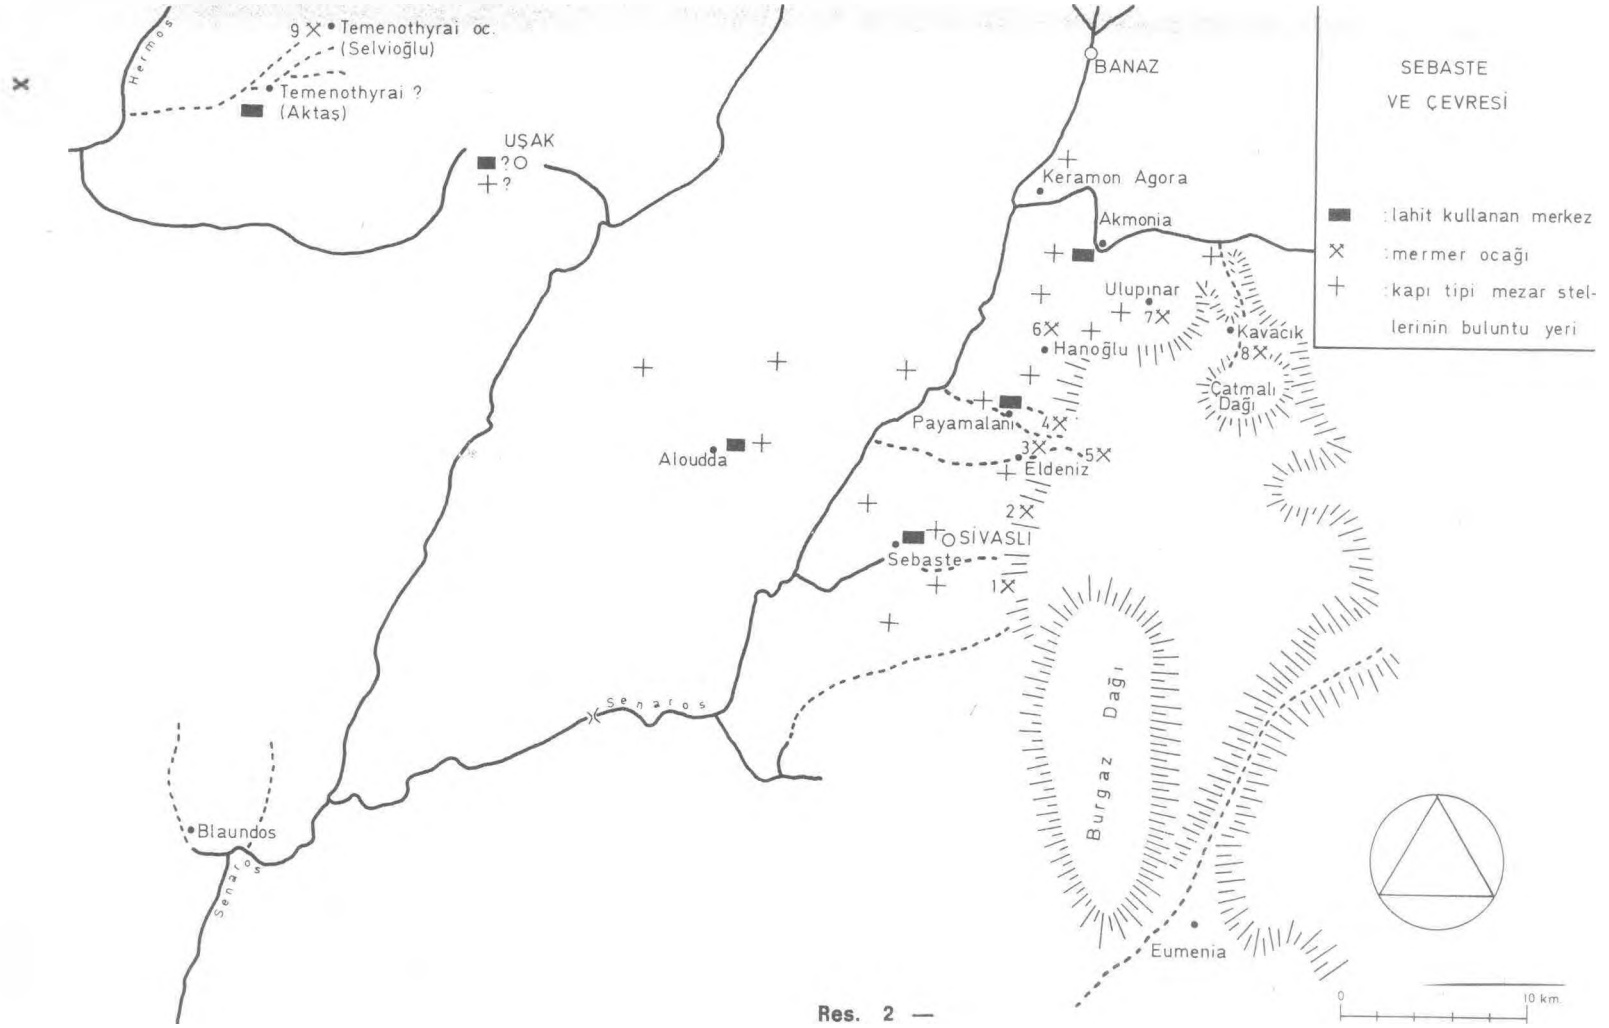 Hermos
9 Temenothyrai oc.
(Selvioğlu)
Temenothyrai ?
(Aktaş)
UŞAK
?
?
BANAZ
SEBASTE
VE ÇEVRESİ
Keramon Agora
Akmonia
:lahit kullanan merkez
:mermer ocağı
:kapı tipi mezar stel-
lerinin buluntu yeri
Ulupınar
7
6
Hanoğlu
Kavacık
8
Çatmalı
Dağı
Payamalanı
4
3
5
Eldeniz
Aloudda
2
SİVASLI
Sebaste
1
Senaros
Burgaz Dağı
Blaundos
Senaros
Eumenia
0 10 km.
Res. 2 —